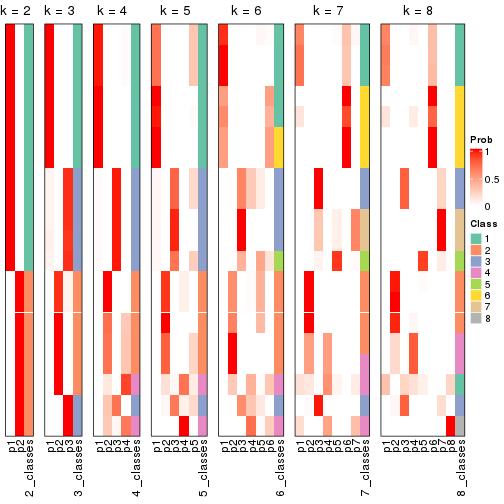 k = 2 k = 3 k = 4 k = 5 k = 6 k = 7 k = 8
Prob
1
0.5
0
Class
1
2
3
4
5
6
7
8
p1 p2 2_classes
p1 p2 p3 3_classes
p1 p2 p3 p4 4_classes
p1 p2 p3 p4 p5 5_classes
p1 p2 p3 p4 p5 p6 6_classes
p1 p2 p3 p4 p5 p6 p7 7_classes
p1 p2 p3 p4 p5 p6 p7 p8 8_classes